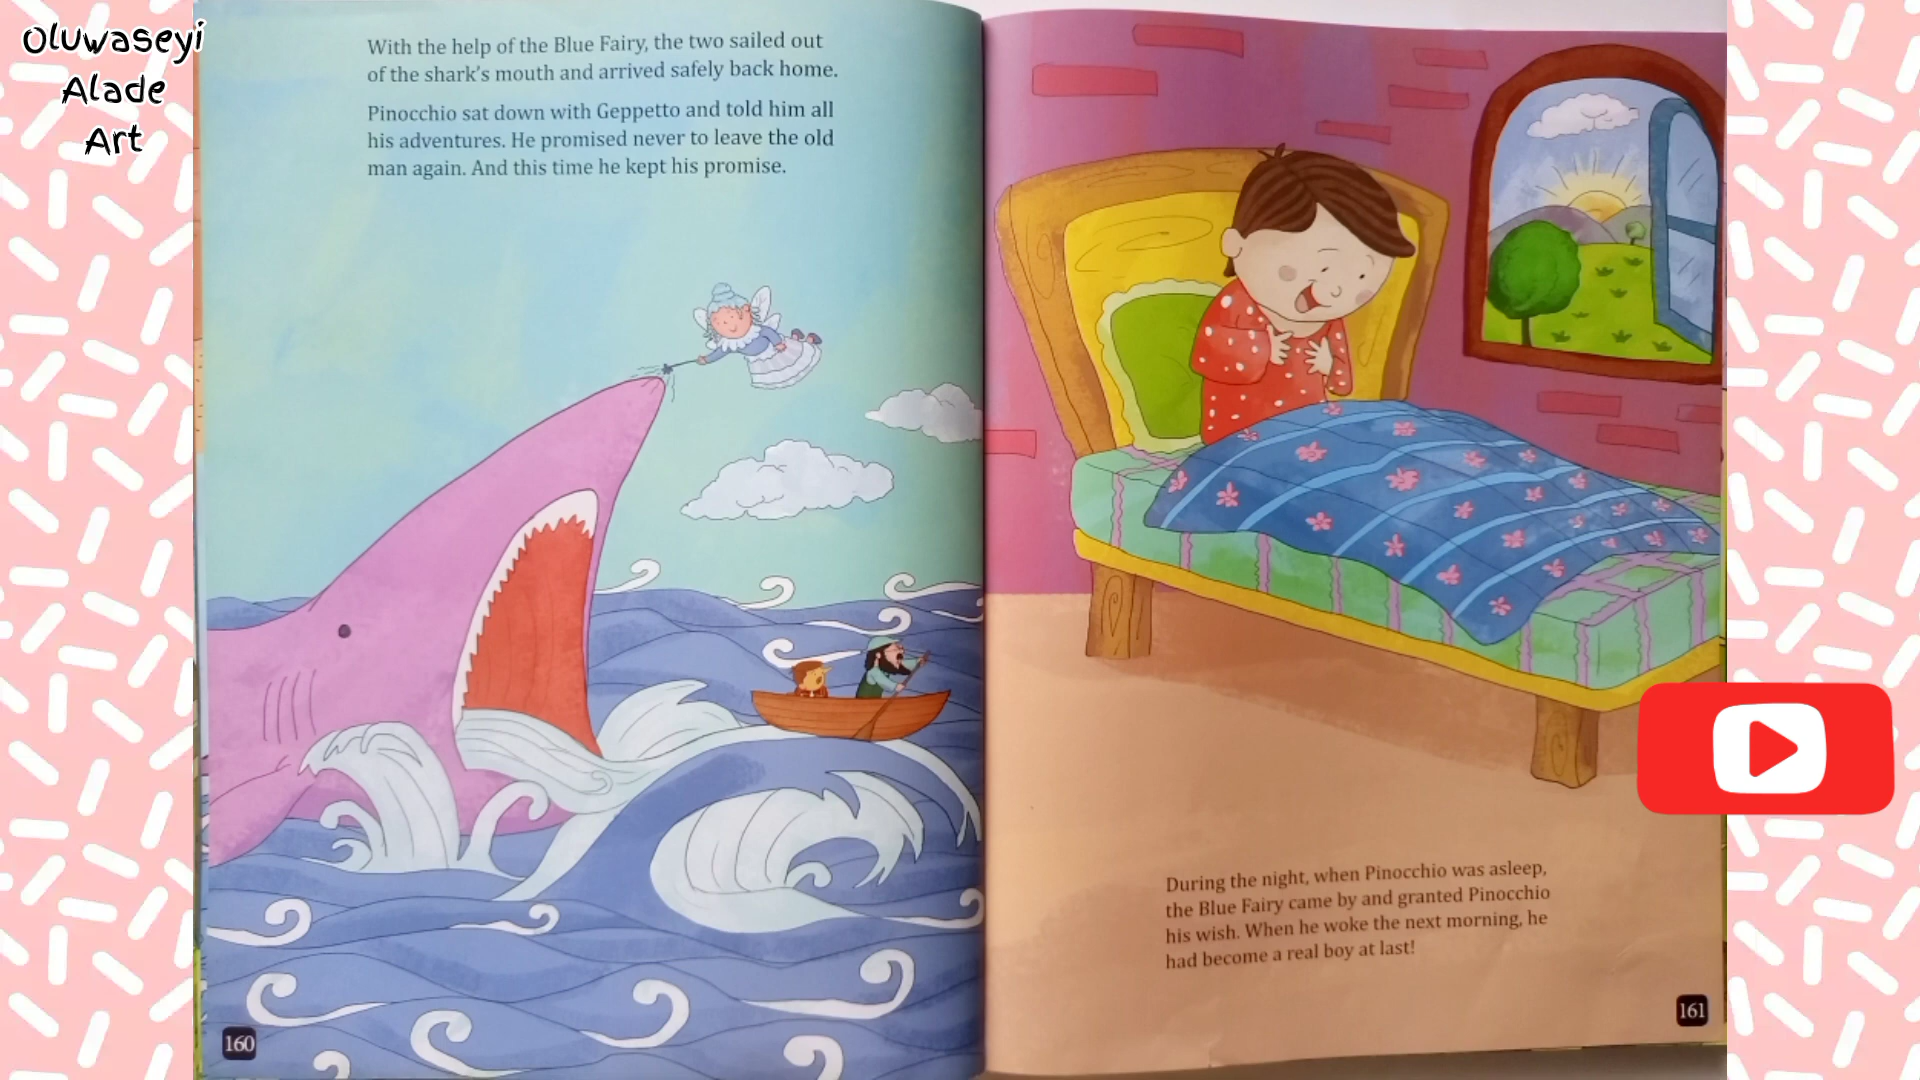 Oluwaseyi
Alade
Art
With the help of the Blue Fairy, the two sailed out
of the shark's mouth and arrived safely back home.
Pinocchio sat down with Geppetto and told him all
his adventures. He promised never to leave the old
man again. And this time he kept his promise.
160
During the night, when Pinocchio was asleep,
the Blue Fairy came by and granted Pinocchio
his wish. When he woke the next morning, he
had become a real boy at last!
161